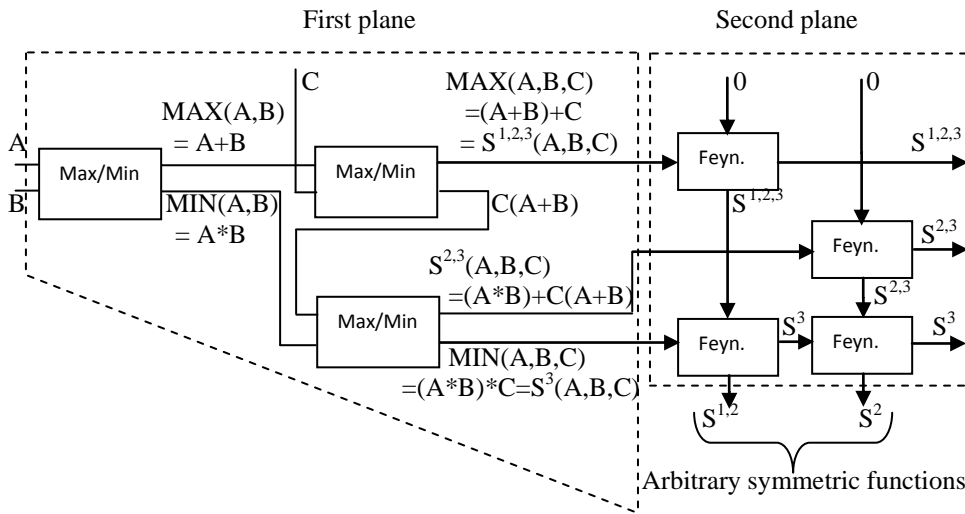 First plane
Second plane
C
MAX(A,B,C)
=(A+B)+C
= S^{1,2,3}(A,B,C)
0
0
MAX(A,B)
= A+B
A
B
Max/Min
Max/Min
Feyn.
S^{1,2,3}
MIN(A,B)
= A*B
C(A+B)
S^{1,2,3}
S^{2,3}(A,B,C)
=(A*B)+C(A+B)
Feyn.
S^{2,3}
S^{2,3}
Max/Min
MIN(A,B,C)
=(A*B)*C=S^{3}(A,B,C)
Feyn.
S^{3}
Feyn.
S^{3}
S^{1,2}
S^{2}
Arbitrary symmetric functions